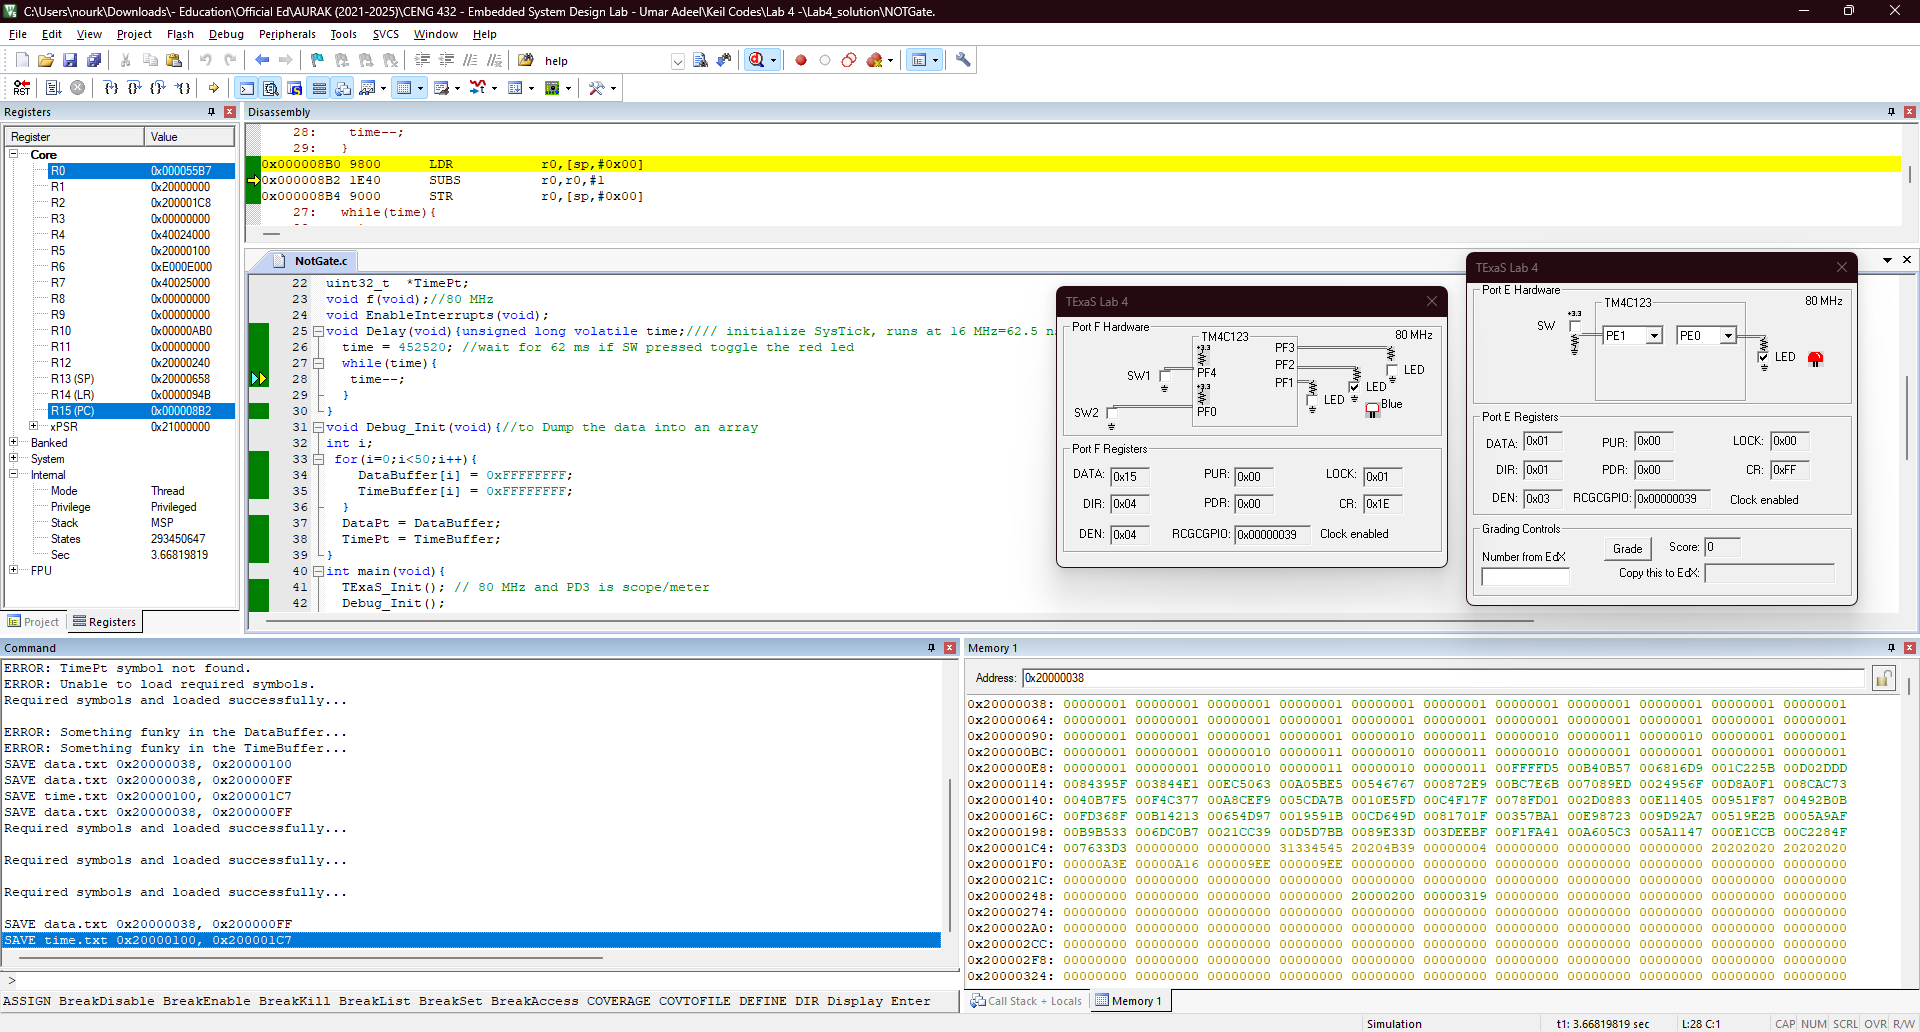 C:\Users\nourk\Downloads\- Education\Official Ed\AURAK (2021-2025)\CENG 432 - Embedded System Design Lab - Umar Adeel\Keil Codes\Lab 4 -\Lab4_solution\NOTGate.
File Edit View Project Flash Debug Peripherals Tools SVCS Window Help
help
Registers
Register Value
Core
R0 0x000055B7
R1 0x20000000
R2 0x200001C8
R3 0x00000000
R4 0x40024000
R5 0x20000100
R6 0xE000E000
R7 0x40025000
R8 0x00000000
R9 0x00000000
R10 0x00000AB0
R11 0x00000000
R12 0x20000240
R13 (SP) 0x20000658
R14 (LR) 0x0000094B
R15 (PC) 0x000008B2
xPSR 0x21000000
Banked
System
Internal
Mode Thread
Privilege Privileged
Stack MSP
States 293450647
Sec 3.66819819
FPU
Project Registers
Disassembly
28: time--;
29: }
0x000008B0 9800 LDR r0,[sp,#0x00]
0x000008B2 1E40 SUBS r0,r0,#1
0x000008B4 9000 STR r0,[sp,#0x00]
27: while(time){
NotGate.c
22 uint32_t *TimePt;
23 void f(void);//80 MHz
24 void EnableInterrupts(void);
25 void Delay(void){unsigned long volatile time;//// initialize SysTick, runs at 16 MHz=62.5 n
26 time = 452520; //wait for 62 ms if SW pressed toggle the red led
27 while(time){
28 time--;
29 }
30 }
31 void Debug_Init(void){//to Dump the data into an array
32 int i;
33 for(i=0;i<50;i++){
34 DataBuffer[i] = 0xFFFFFFFF;
35 TimeBuffer[i] = 0xFFFFFFFF;
36 }
37 DataPt = DataBuffer;
38 TimePt = TimeBuffer;
39 }
40 int main(void){
41 TExaS_Init(); // 80 MHz and PD3 is scope/meter
42 Debug_Init();
TExaS Lab 4
Port F Hardware
TM4C123
80 MHz
+3.3
PF3
PF2
PF1
SW1
PF4
+3.3
SW2
PF0
LED
LED
LED
Blue
Port F Registers
DATA: 0x15 PUR: 0x00 LOCK: 0x01
DIR: 0x04 PDR: 0x00 CR: 0x1E
DEN: 0x04 RCGCGPIO: 0x00000039 Clock enabled
TExaS Lab 4
Port E Hardware
TM4C123
80 MHz
+3.3
SW
PE1 PE0
LED
Port E Registers
DATA: 0x01 PUR: 0x00 LOCK: 0x00
DIR: 0x01 PDR: 0x00 CR: 0xFF
DEN: 0x03 RCGCGPIO: 0x00000039 Clock enabled
Grading Controls
Number from EdX Grade Score: 0
Copy this to EdX:
Command
ERROR: TimePt symbol not found.
ERROR: Unable to load required symbols.
Required symbols and loaded successfully...
ERROR: Something funky in the DataBuffer...
ERROR: Something funky in the TimeBuffer...
SAVE data.txt 0x20000038, 0x20000100
SAVE data.txt 0x20000038, 0x200000FF
SAVE time.txt 0x20000100, 0x200001C7
SAVE data.txt 0x20000038, 0x200000FF
Required symbols and loaded successfully...
Required symbols and loaded successfully...
Required symbols and loaded successfully...
SAVE data.txt 0x20000038, 0x200000FF
SAVE time.txt 0x20000100, 0x200001C7
>
ASSIGN BreakDisable BreakEnable BreakKill BreakList BreakSet BreakAccess COVERAGE COVTOFILE DEFINE DIR Display Enter
Memory 1
Address: 0x20000038
0x20000038: 00000001 00000001 00000001 00000001 00000001 00000001 00000001 00000001 00000001 00000001 00000001
0x20000064: 00000001 00000001 00000001 00000001 00000001 00000001 00000001 00000001 00000001 00000001 00000001
0x20000090: 00000001 00000001 00000001 00000001 00000010 00000011 00000010 00000011 00000010 00000001 00000001
0x200000BC: 00000001 00000001 00000010 00000011 00000010 00000011 00000010 00000011 00000001 00000001 00000001
0x200000E8: 00000001 00000001 00000010 00000011 00000010 00000011 00FFFFD5 00B40B57 006816D9 001C225B 00D02DDD
0x20000114: 0084395F 003844E1 00EC5063 00A05BE5 00546767 000872E9 00BC7E6B 007089ED 0024956F 00D8A0F1 008CAC73
0x20000140: 0040B7F5 00F4C377 00A8CEF9 005CDA7B 0010E5FD 00C4F17F 0078FD01 002D0883 00E11405 00951F87 00492B0B
0x2000016C: 00FD368F 00B14213 00654D97 0019591B 00CD649D 0081701F 00357BA1 00E98723 009D92A7 00519E2B 0005A9AF
0x20000198: 00B9B533 006DC0B7 0021CC39 00D5D7BB 0089E33D 003DEEBF 00F1FA41 00A605C3 005A1147 000E1CCB 00C2284F
0x200001C4: 007633D3 00000000 00000000 31334545 20204B39 00000004 00000000 00000000 00000000 20202020 20202020
0x200001F0: 00000A3E 00000A16 000009EE 000009EE 00000000 00000000 00000000 00000000 00000000 00000000 00000000
0x2000021C: 00000000 00000000 00000000 00000000 00000000 00000000 00000000 00000000 00000000 00000000 00000000
0x20000248: 00000000 00000000 00000000 00000000 20000200 00000319 00000000 00000000 00000000 00000000 00000000
0x20000274: 00000000 00000000 00000000 00000000 00000000 00000000 00000000 00000000 00000000 00000000 00000000
0x200002A0: 00000000 00000000 00000000 00000000 00000000 00000000 00000000 00000000 00000000 00000000 00000000
0x200002CC: 00000000 00000000 00000000 00000000 00000000 00000000 00000000 00000000 00000000 00000000 00000000
0x200002F8: 00000000 00000000 00000000 00000000 00000000 00000000 00000000 00000000 00000000 00000000 00000000
0x20000324: 00000000 00000000 00000000 00000000 00000000 00000000 00000000 00000000 00000000 00000000 00000000
Call Stack + Locals Memory 1
Simulation t1: 3.66819819 sec L:28 C:1 CAP NUM SCRL OVR R/W